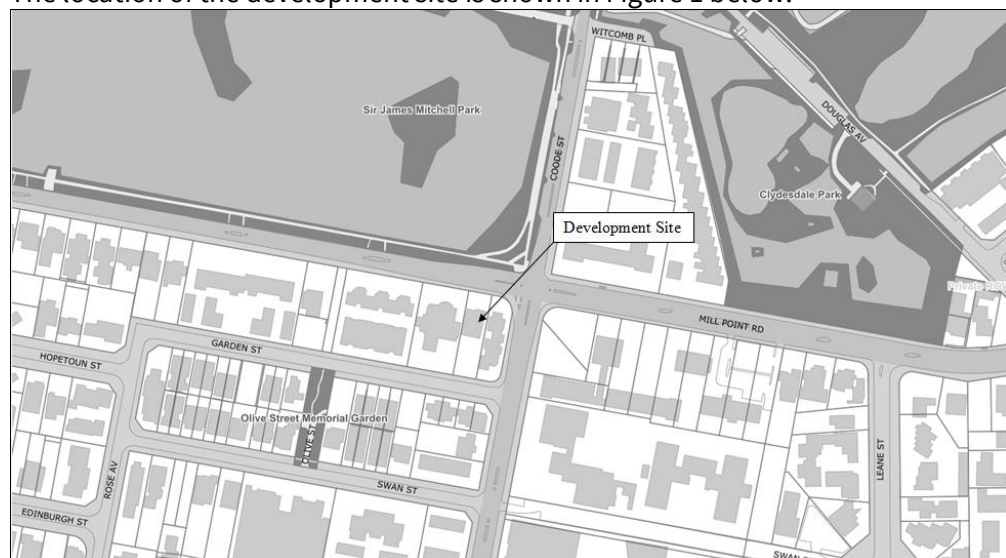 The location of the development site is shown in Figure 1 below.
WITCOMB PL
Sir James Mitchell Park
COODE ST
DOUGLAS AV
Clydesdale Park
Development Site
MILL POINT RD
GARDEN ST
HOPETOUN ST
Olive Street Memorial Garden
OLIVE ST
ROSE AV
SWAN ST
LEANE ST
EDINBURGH ST
SWAN